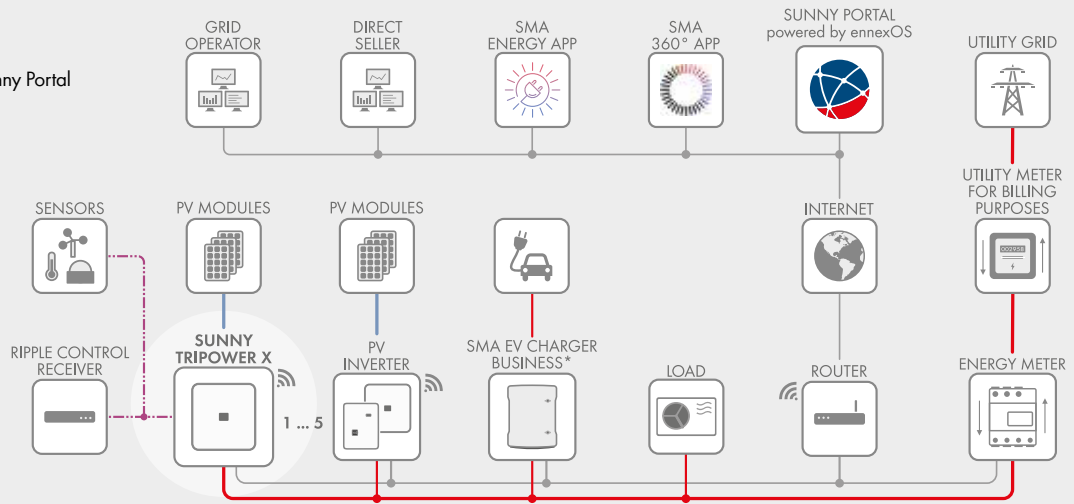 GRID
OPERATOR
DIRECT
SELLER
SMA
ENERGY APP
SMA
360° APP
SUNNY PORTAL
powered by ennexOS
UTILITY GRID
nny Portal
SENSORS
PV MODULES
PV MODULES
INTERNET
UTILITY METER
FOR BILLING
PURPOSES
RIPPLE CONTROL
RECEIVER
SUNNY
TRIPOWER X
1 ... 5
PV
INVERTER
SMA EV CHARGER
BUSINESS*
LOAD
ROUTER
ENERGY METER